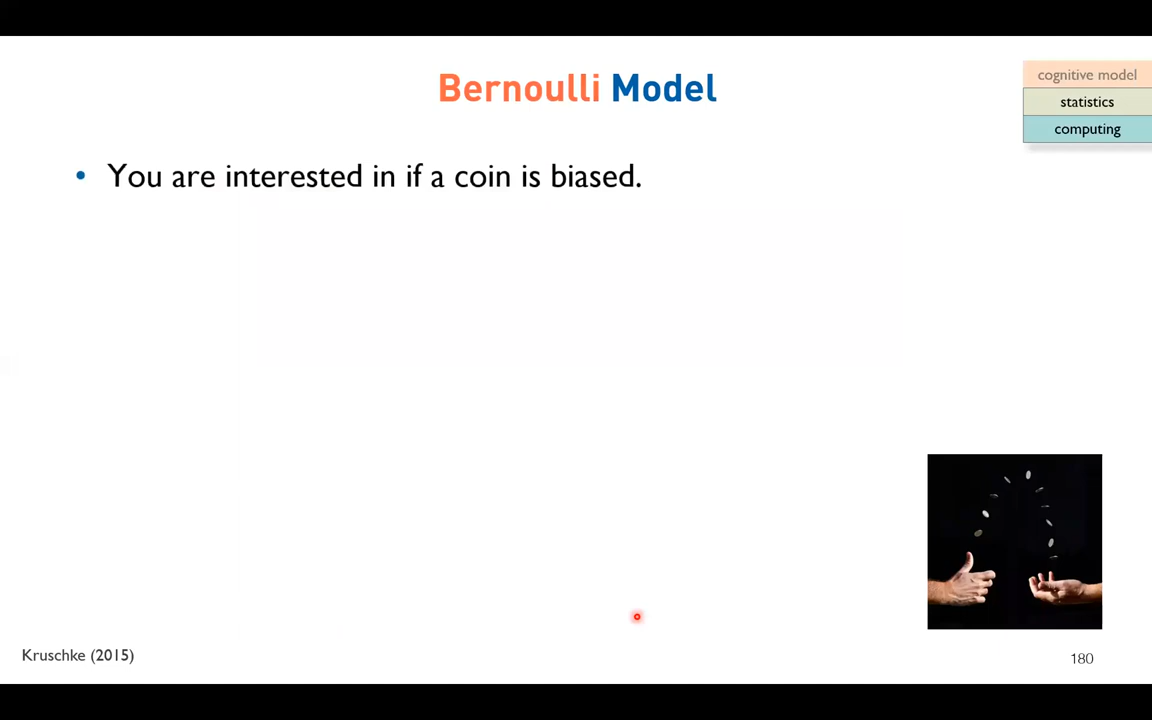 Bernoulli Model
cognitive model
statistics
computing
• You are interested in if a coin is biased.
Kruschke (2015)
180